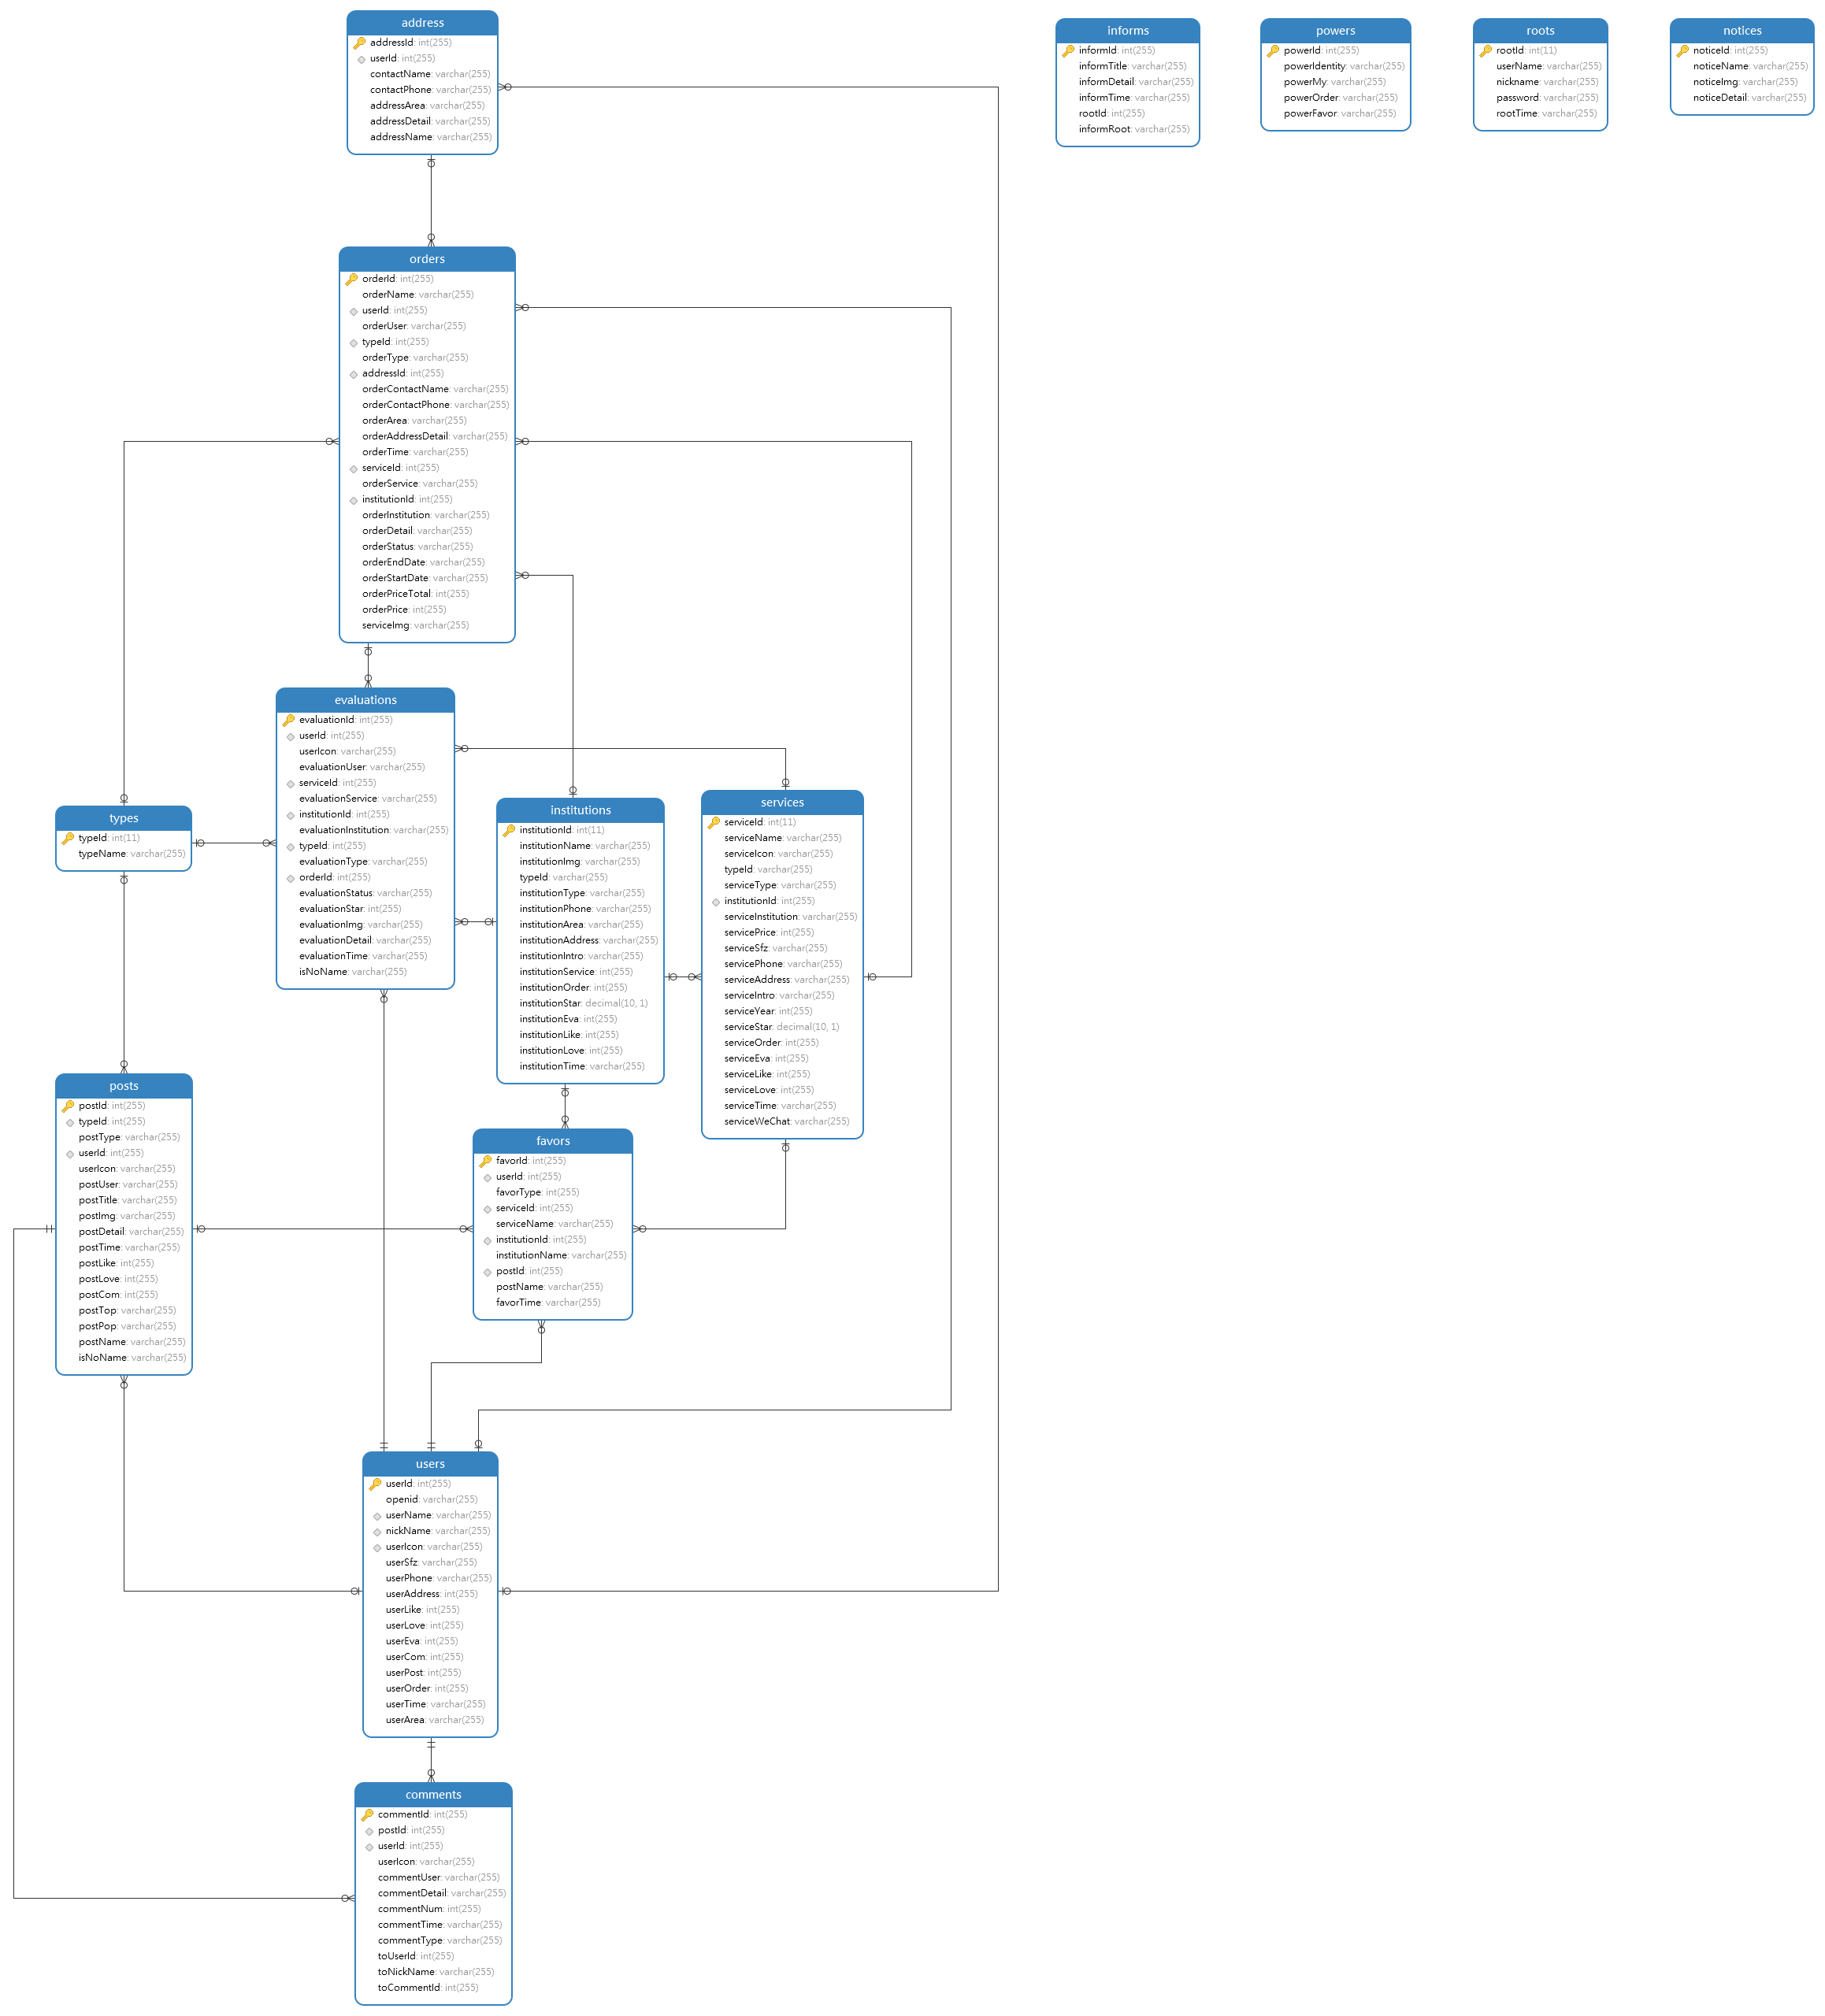 address
addressId: int(255)
userId: int(255)
contactName: varchar(255)
contactPhone: varchar(255)
addressArea: varchar(255)
addressDetail: varchar(255)
addressName: varchar(255)
informs
informId: int(255)
informTitle: varchar(255)
informDetail: varchar(255)
informTime: varchar(255)
rootId: int(255)
informRoot: varchar(255)
powers
powerId: int(255)
powerIdentity: varchar(255)
powerMy: varchar(255)
powerOrder: varchar(255)
powerFavor: varchar(255)
roots
rootId: int(11)
userName: varchar(255)
nickname: varchar(255)
password: varchar(255)
rootTime: varchar(255)
notices
noticeId: int(255)
noticeName: varchar(255)
noticeImg: varchar(255)
noticeDetail: varchar(255)
orders
orderId: int(255)
orderName: varchar(255)
userId: int(255)
orderUser: varchar(255)
typeId: int(255)
orderType: varchar(255)
addressId: int(255)
orderContactName: varchar(255)
orderContactPhone: varchar(255)
orderArea: varchar(255)
orderAddressDetail: varchar(255)
orderTime: varchar(255)
serviceId: int(255)
orderService: varchar(255)
institutionId: int(255)
orderInstitution: varchar(255)
orderDetail: varchar(255)
orderStatus: varchar(255)
orderEndDate: varchar(255)
orderStartDate: varchar(255)
orderPriceTotal: int(255)
orderPrice: int(255)
serviceImg: varchar(255)
evaluations
evaluationId: int(255)
userId: int(255)
userIcon: varchar(255)
evaluationUser: varchar(255)
serviceId: int(255)
evaluationService: varchar(255)
institutionId: int(255)
evaluationInstitution: varchar(255)
typeId: int(255)
evaluationType: varchar(255)
orderId: int(255)
evaluationStatus: varchar(255)
evaluationStar: int(255)
evaluationImg: varchar(255)
evaluationDetail: varchar(255)
evaluationTime: varchar(255)
isNoName: varchar(255)
types
typeId: int(11)
typeName: varchar(255)
institutions
institutionId: int(11)
institutionName: varchar(255)
institutionImg: varchar(255)
typeId: varchar(255)
institutionType: varchar(255)
institutionPhone: varchar(255)
institutionArea: varchar(255)
institutionAddress: varchar(255)
institutionIntro: varchar(255)
institutionService: int(255)
institutionOrder: int(255)
institutionStar: decimal(10, 1)
institutionEva: int(255)
institutionLike: int(255)
institutionLove: int(255)
institutionTime: varchar(255)
services
serviceId: int(11)
serviceName: varchar(255)
serviceIcon: varchar(255)
typeId: varchar(255)
serviceType: varchar(255)
institutionId: int(255)
serviceInstitution: varchar(255)
servicePrice: int(255)
serviceSfz: varchar(255)
servicePhone: varchar(255)
serviceAddress: varchar(255)
serviceIntro: varchar(255)
serviceYear: int(255)
serviceStar: decimal(10, 1)
serviceOrder: int(255)
serviceEva: int(255)
serviceLike: int(255)
serviceLove: int(255)
serviceTime: varchar(255)
serviceWeChat: varchar(255)
posts
postId: int(255)
typeId: int(255)
postType: varchar(255)
userId: int(255)
userIcon: varchar(255)
postUser: varchar(255)
postTitle: varchar(255)
postImg: varchar(255)
postDetail: varchar(255)
postTime: varchar(255)
postLike: int(255)
postLove: int(255)
postCom: int(255)
postTop: varchar(255)
postPop: varchar(255)
postName: varchar(255)
isNoName: varchar(255)
favors
favorId: int(255)
userId: int(255)
favorType: int(255)
serviceId: int(255)
serviceName: varchar(255)
institutionId: int(255)
institutionName: varchar(255)
postId: int(255)
postName: varchar(255)
favorTime: varchar(255)
users
userId: int(255)
openid: varchar(255)
userName: varchar(255)
nickName: varchar(255)
userIcon: varchar(255)
userSfz: varchar(255)
userPhone: varchar(255)
userAddress: int(255)
userLike: int(255)
userLove: int(255)
userEva: int(255)
userCom: int(255)
userPost: int(255)
userOrder: int(255)
userTime: varchar(255)
userArea: varchar(255)
comments
commentId: int(255)
postId: int(255)
userId: int(255)
userIcon: varchar(255)
commentUser: varchar(255)
commentDetail: varchar(255)
commentNum: int(255)
commentTime: varchar(255)
commentType: varchar(255)
toUserId: int(255)
toNickName: varchar(255)
toCommentId: int(255)